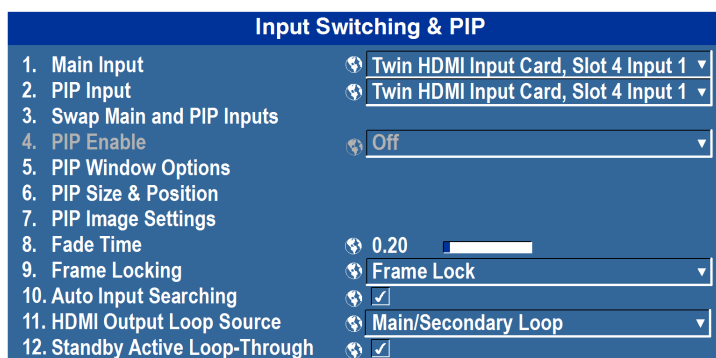 Input Switching & PIP
1. Main Input Twin HDMI Input Card, Slot 4 Input 1
2. PIP Input Twin HDMI Input Card, Slot 4 Input 1
3. Swap Main and PIP Inputs
4. PIP Enable Off
5. PIP Window Options
6. PIP Size & Position
7. PIP Image Settings
8. Fade Time 0.20
9. Frame Locking Frame Lock
10. Auto Input Searching
11. HDMI Output Loop Source Main/Secondary Loop
12. Standby Active Loop-Through